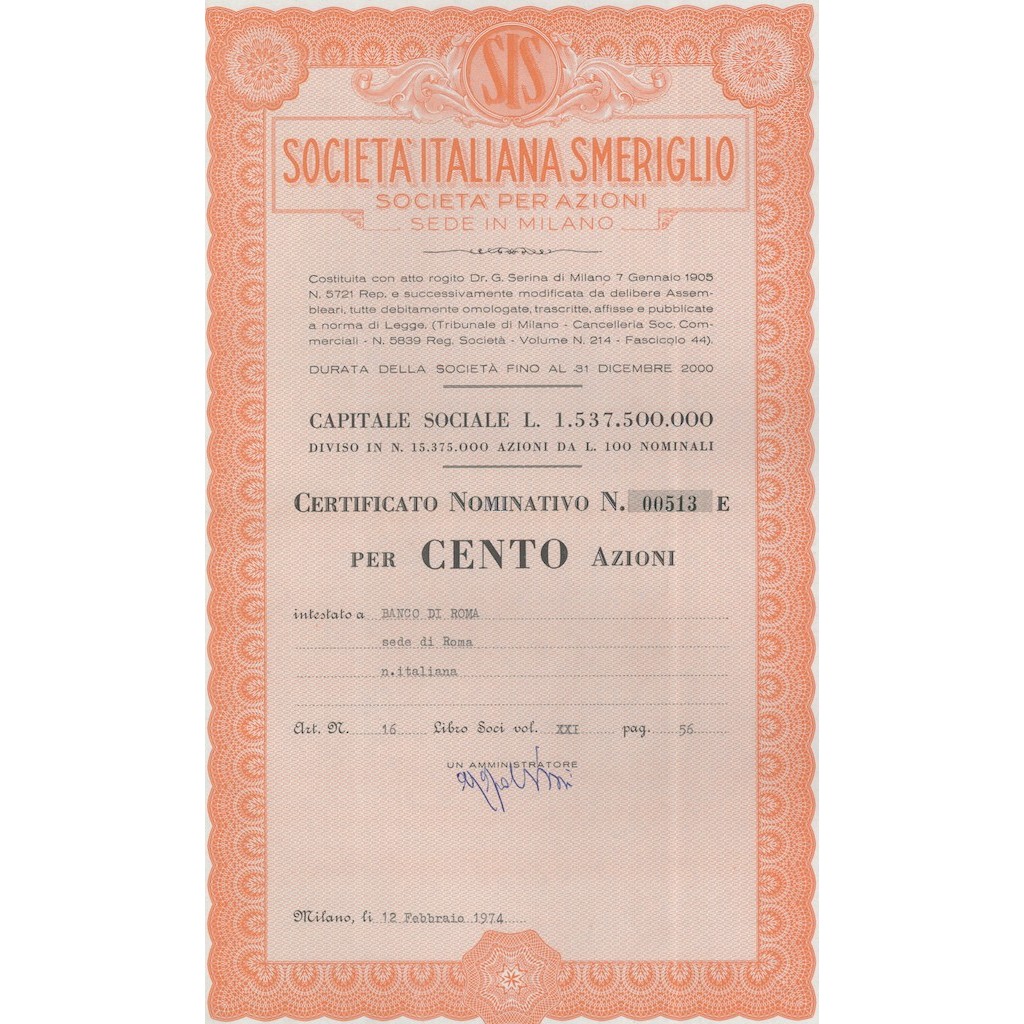 SIS
SOCIETA' ITALIANA SMERIGLIO
SOCIETA' PER AZIONI
SEDE IN MILANO
Costituita con atto rogito Dr. G. Serina di Milano 7 Gennaio 1905
N. 5721 Rep. e successivamente modificata da delibere Assem-
bleari, tutte debitamente omologate, trascritte, affisse e pubblicate
a norma di Legge. (Tribunale di Milano - Cancelleria Soc. Com-
merciali - N. 5839 Reg. Società - Volume N. 214 - Fascicolo 44).
DURATA DELLA SOCIETÀ FINO AL 31 DICEMBRE 2000
CAPITALE SOCIALE L. 1.537.500.000
DIVISO IN N. 15.375.000 AZIONI DA L. 100 NOMINALI
CERTIFICATO NOMINATIVO N. 00513 E
PER CENTO AZIONI
intestato a BANCO DI ROMA
sede di Roma
n.italiana
Art. N. 16 Libro Soci vol. XXI pag. 56
UN AMMINISTRATORE
Milano, li 12 Febbraio 1974